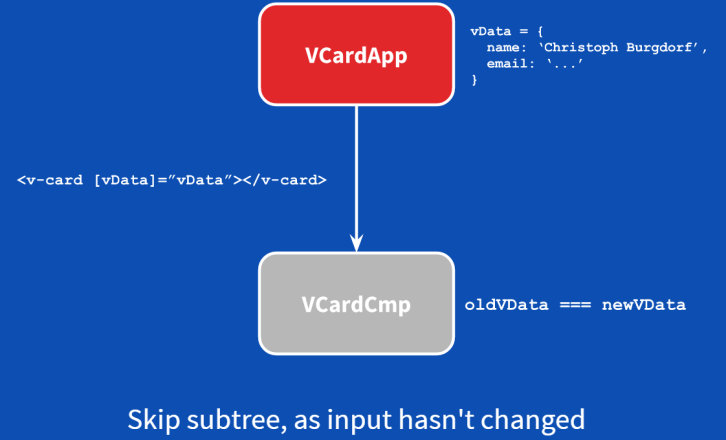 VCardApp
vData = {
name: ‘Christoph Burgdorf’,
email: ‘...’
}
<v-card [vData]=”vData”></v-card>
VCardCmp
oldVData === newVData
Skip subtree, as input hasn't changed